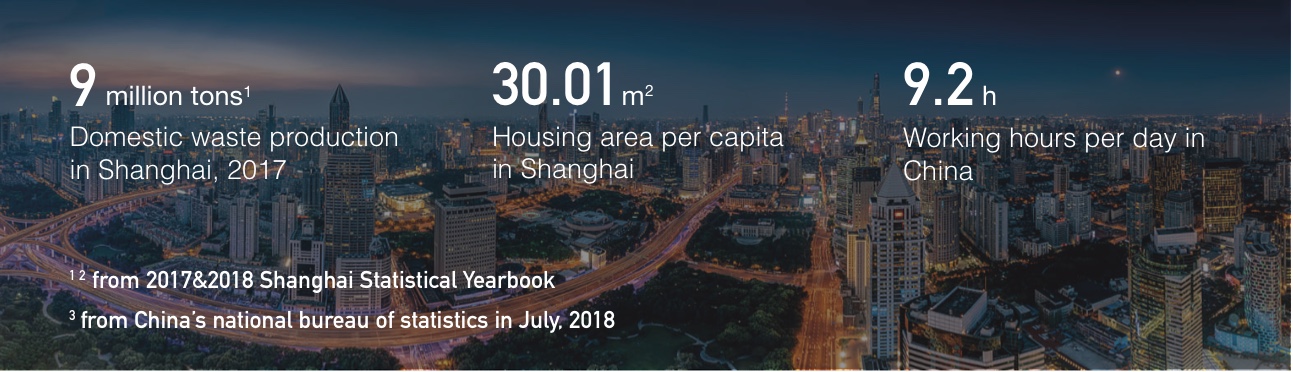 9 million tons¹
Domestic waste production
in Shanghai, 2017
30.01 m²
Housing area per capita
in Shanghai
9.2 h
Working hours per day in
China
¹ ² from 2017&2018 Shanghai Statistical Yearbook
³ from China's national bureau of statistics in July, 2018